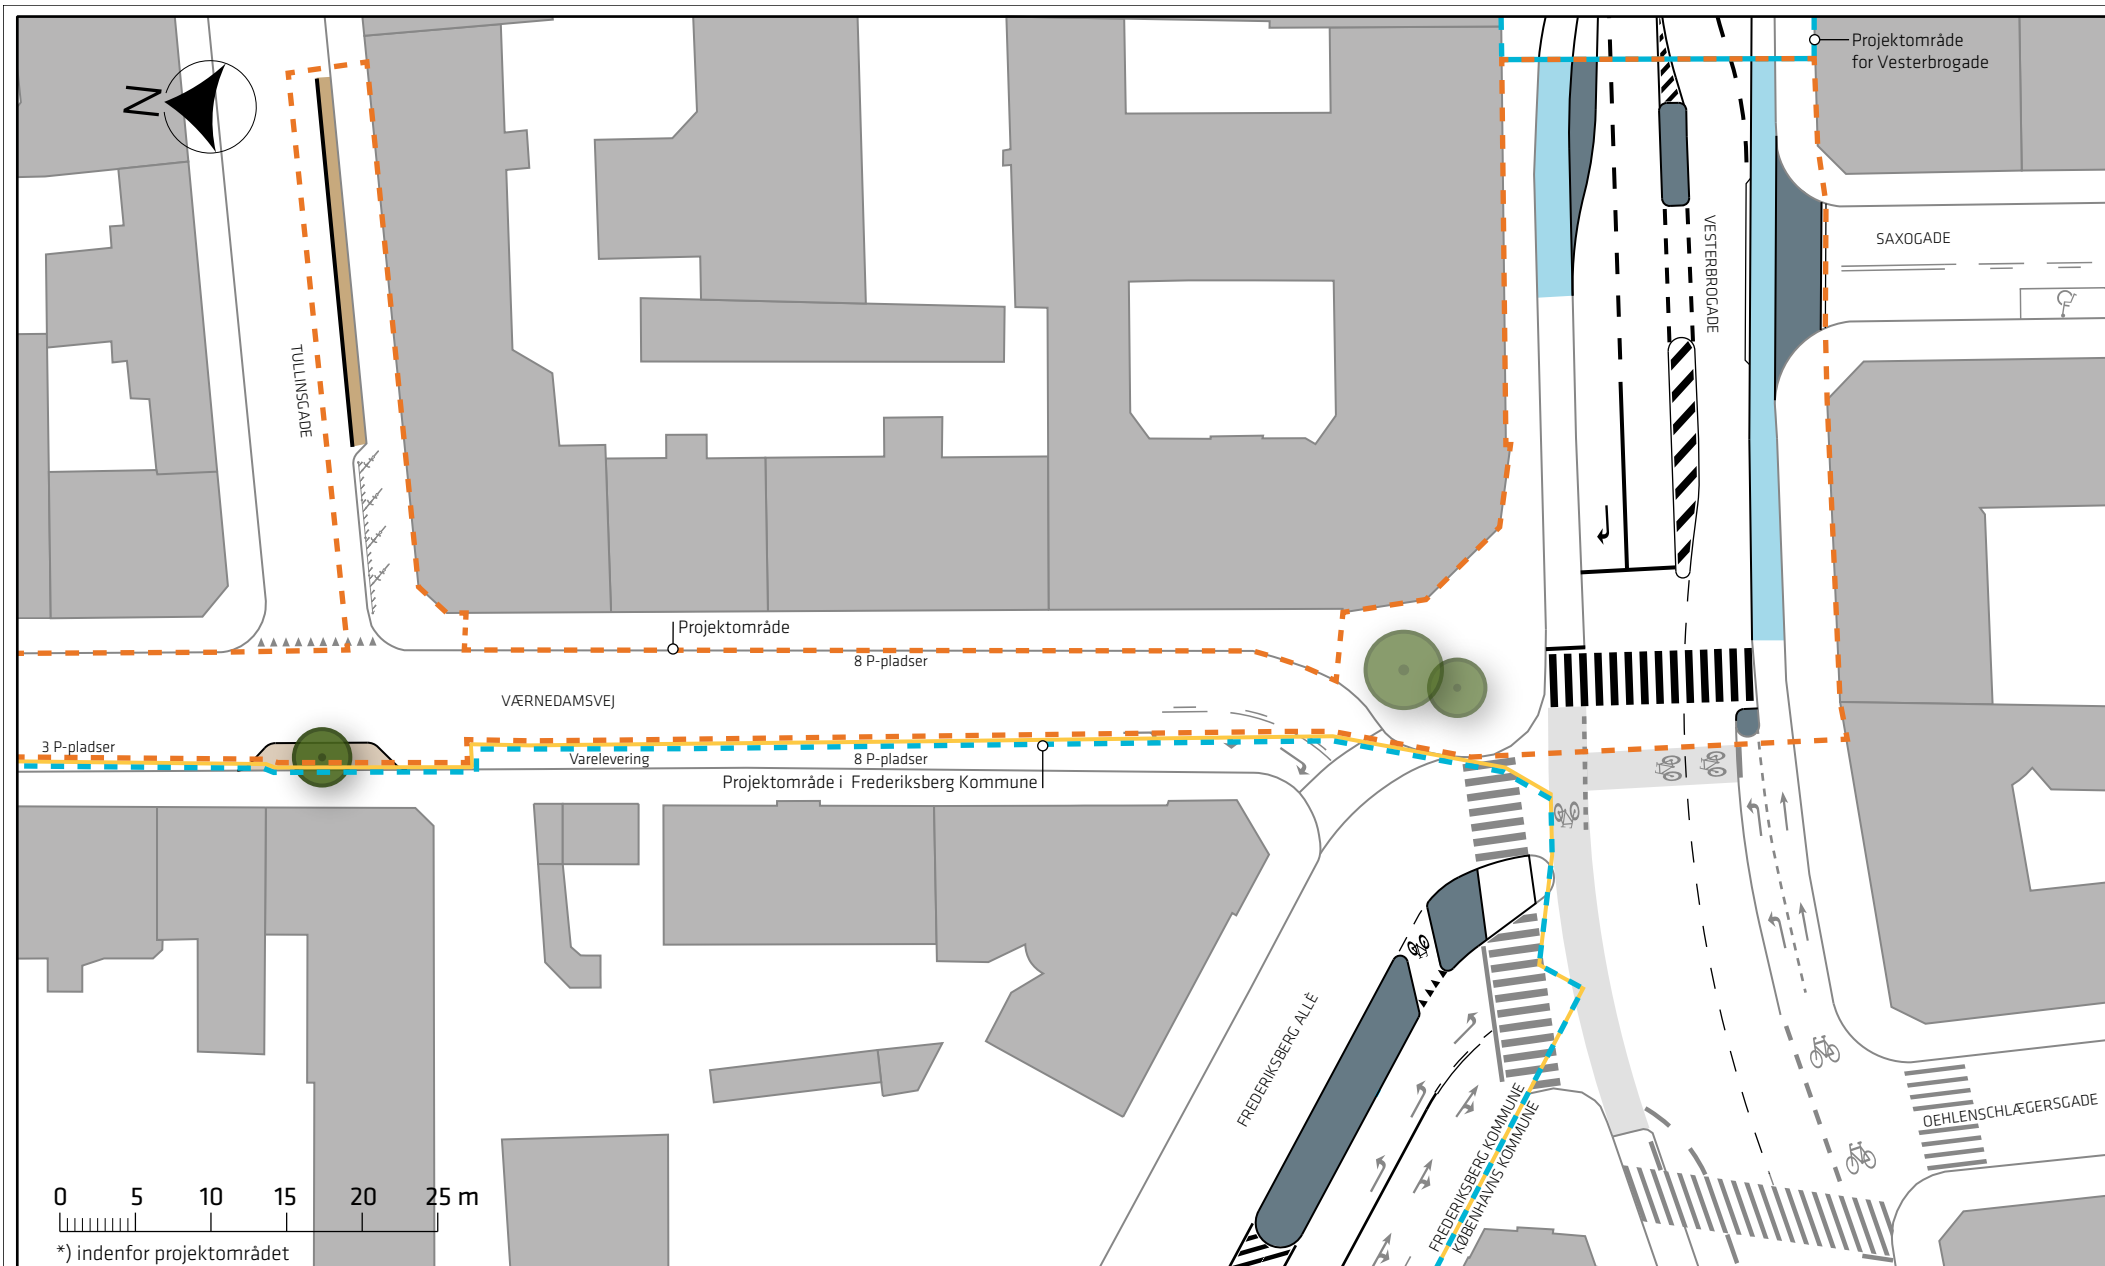 Projektområde
for Vesterbrogade
N
VESTERBROGADE
SAXOGADE
TULLINSGADE
Projektområde
8 P-pladser
VÆRNEDAMSVEJ
3 P-pladser
Varelevering
8 P-pladser
Projektområde i Frederiksberg Kommune
FREDERIKSBERG ALLÈ
FREDERIKSBERG KOMMUNE
KØBENHAVNS KOMMUNE
OEHLENSCHLÆGERSGADE
0 5 10 15 20 25 m
*) indenfor projektområdet